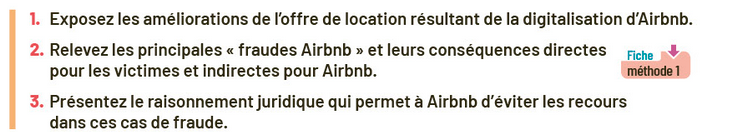 1. Exposez les améliorations de l'offre de location résultant de la digitalisation d'Airbnb.
2. Relevez les principales « fraudes Airbnb » et leurs conséquences directes
pour les victimes et indirectes pour Airbnb.
Fiche
méthode 1
3. Présentez le raisonnement juridique qui permet à Airbnb d'éviter les recours
dans ces cas de fraude.